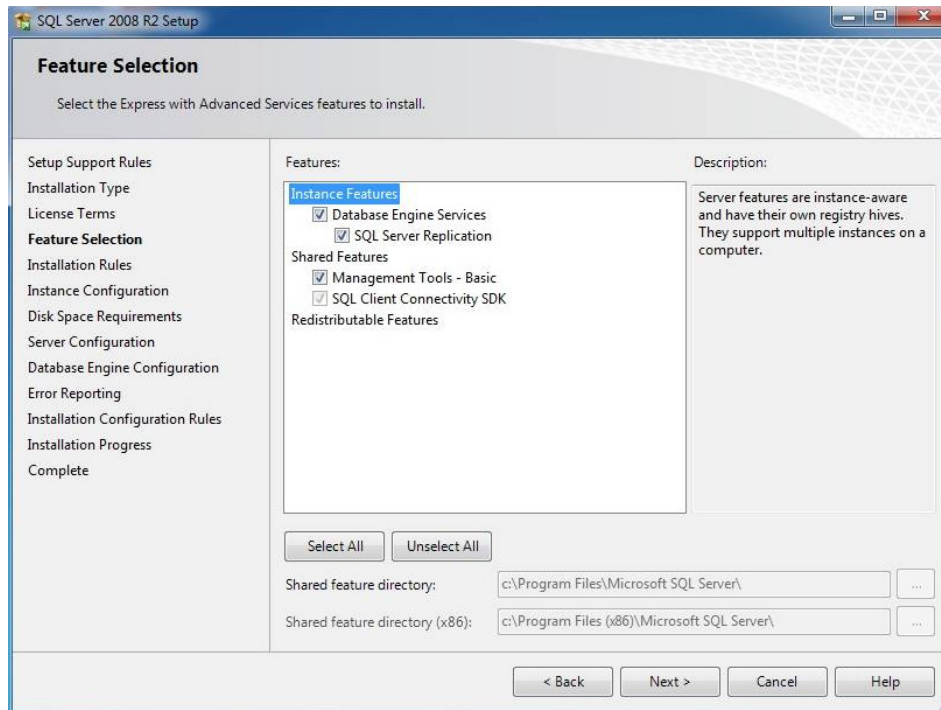 SQL Server 2008 R2 Setup
Feature Selection
Select the Express with Advanced Services features to install.
Setup Support Rules
Installation Type
License Terms
Feature Selection
Installation Rules
Instance Configuration
Disk Space Requirements
Server Configuration
Database Engine Configuration
Error Reporting
Installation Configuration Rules
Installation Progress
Complete
Features:
Instance Features
Database Engine Services
SQL Server Replication
Shared Features
Management Tools - Basic
SQL Client Connectivity SDK
Redistributable Features
Description:
Server features are instance-aware
and have their own registry hives.
They support multiple instances on a
computer.
Select All
Unselect All
Shared feature directory:
c:\Program Files\Microsoft SQL Server\
...
Shared feature directory (x86):
c:\Program Files (x86)\Microsoft SQL Server\
...
< Back
Next >
Cancel
Help